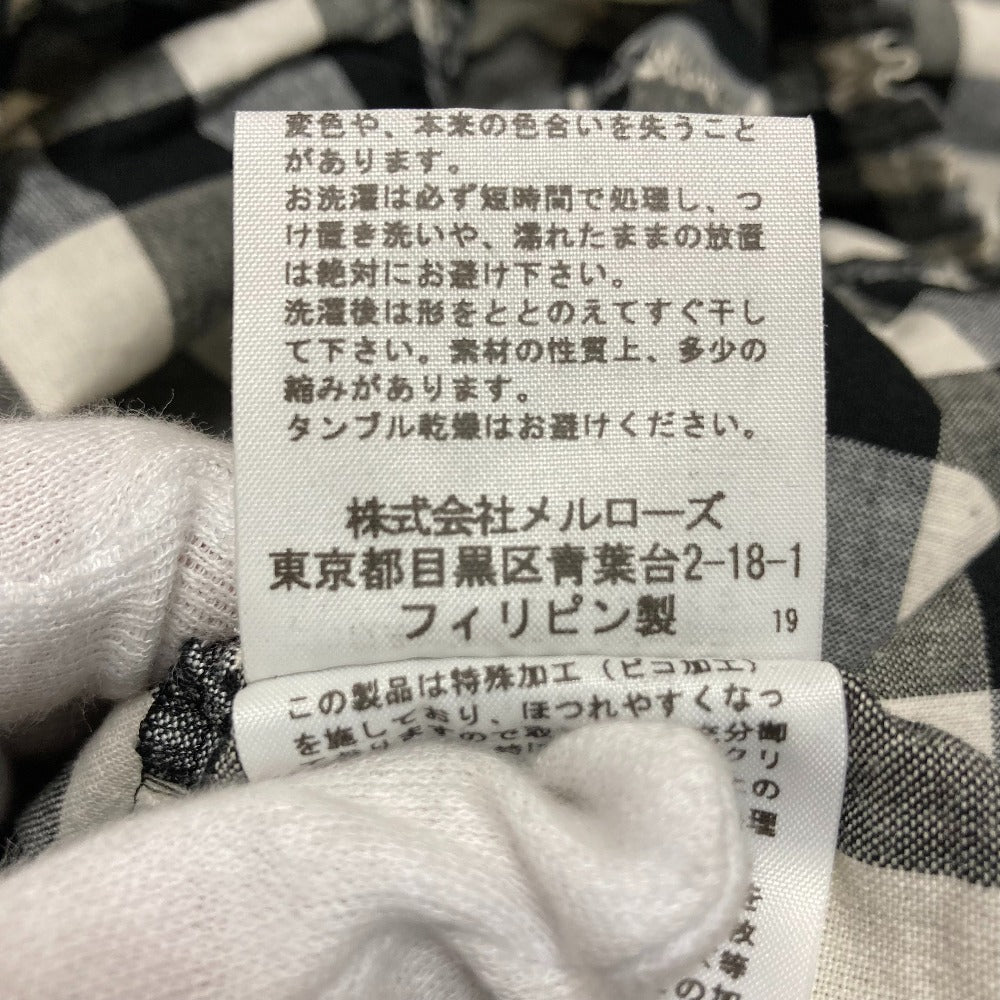 変色や、本来の色合いを失うこと
があります。
お洗濯は必ず短時間で処理し、つ
け置き洗いや、濡れたままの放置
は絶対にお避け下さい。
洗濯後は形をととのえてすぐ干し
て下さい。素材の性質上、多少の
縮みがあります。
タンブル乾燥はお避けください。
株式会社メルローズ
東京都目黒区青葉台2-18-1
フィリピン製 19
この製品は特殊加工（ピコ加工）
を施しており、ほつれやすくなっ